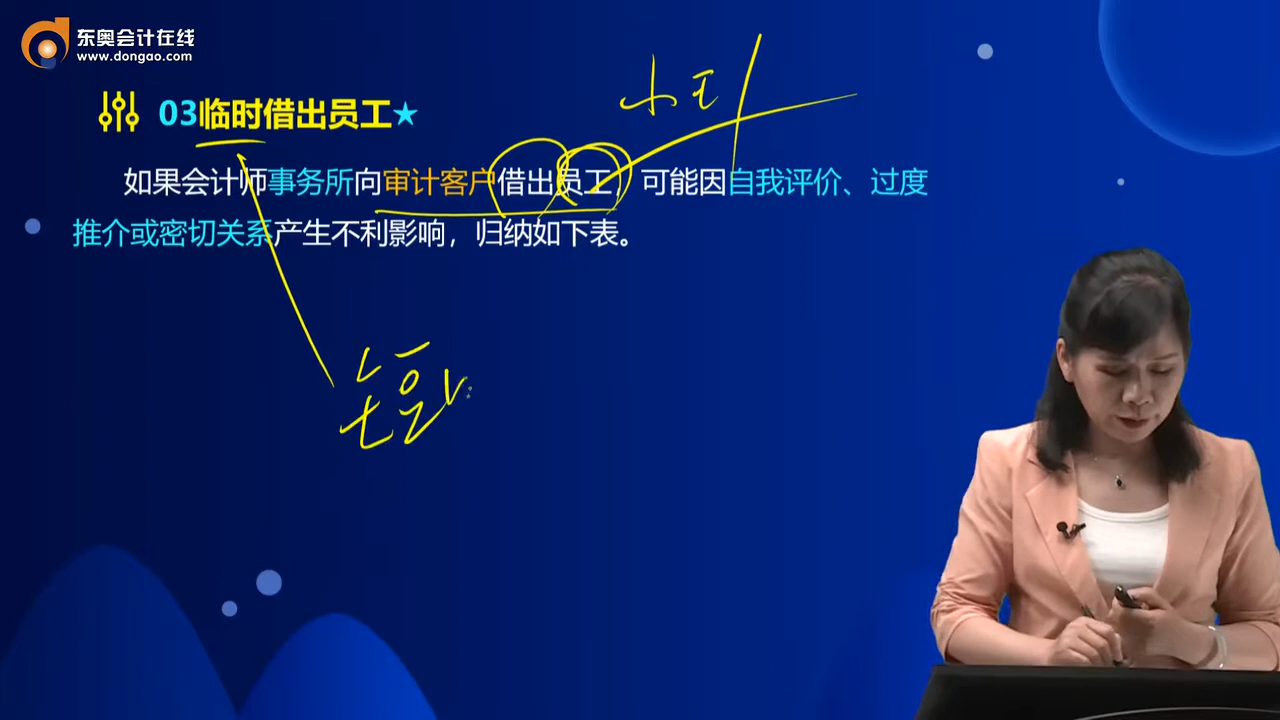 东奥会计在线
www.dongao.com
小王
03临时借出员工★
如果会计师事务所向审计客户借出员工，可能因自我评价、过度
推介或密切关系产生不利影响，归纳如下表。